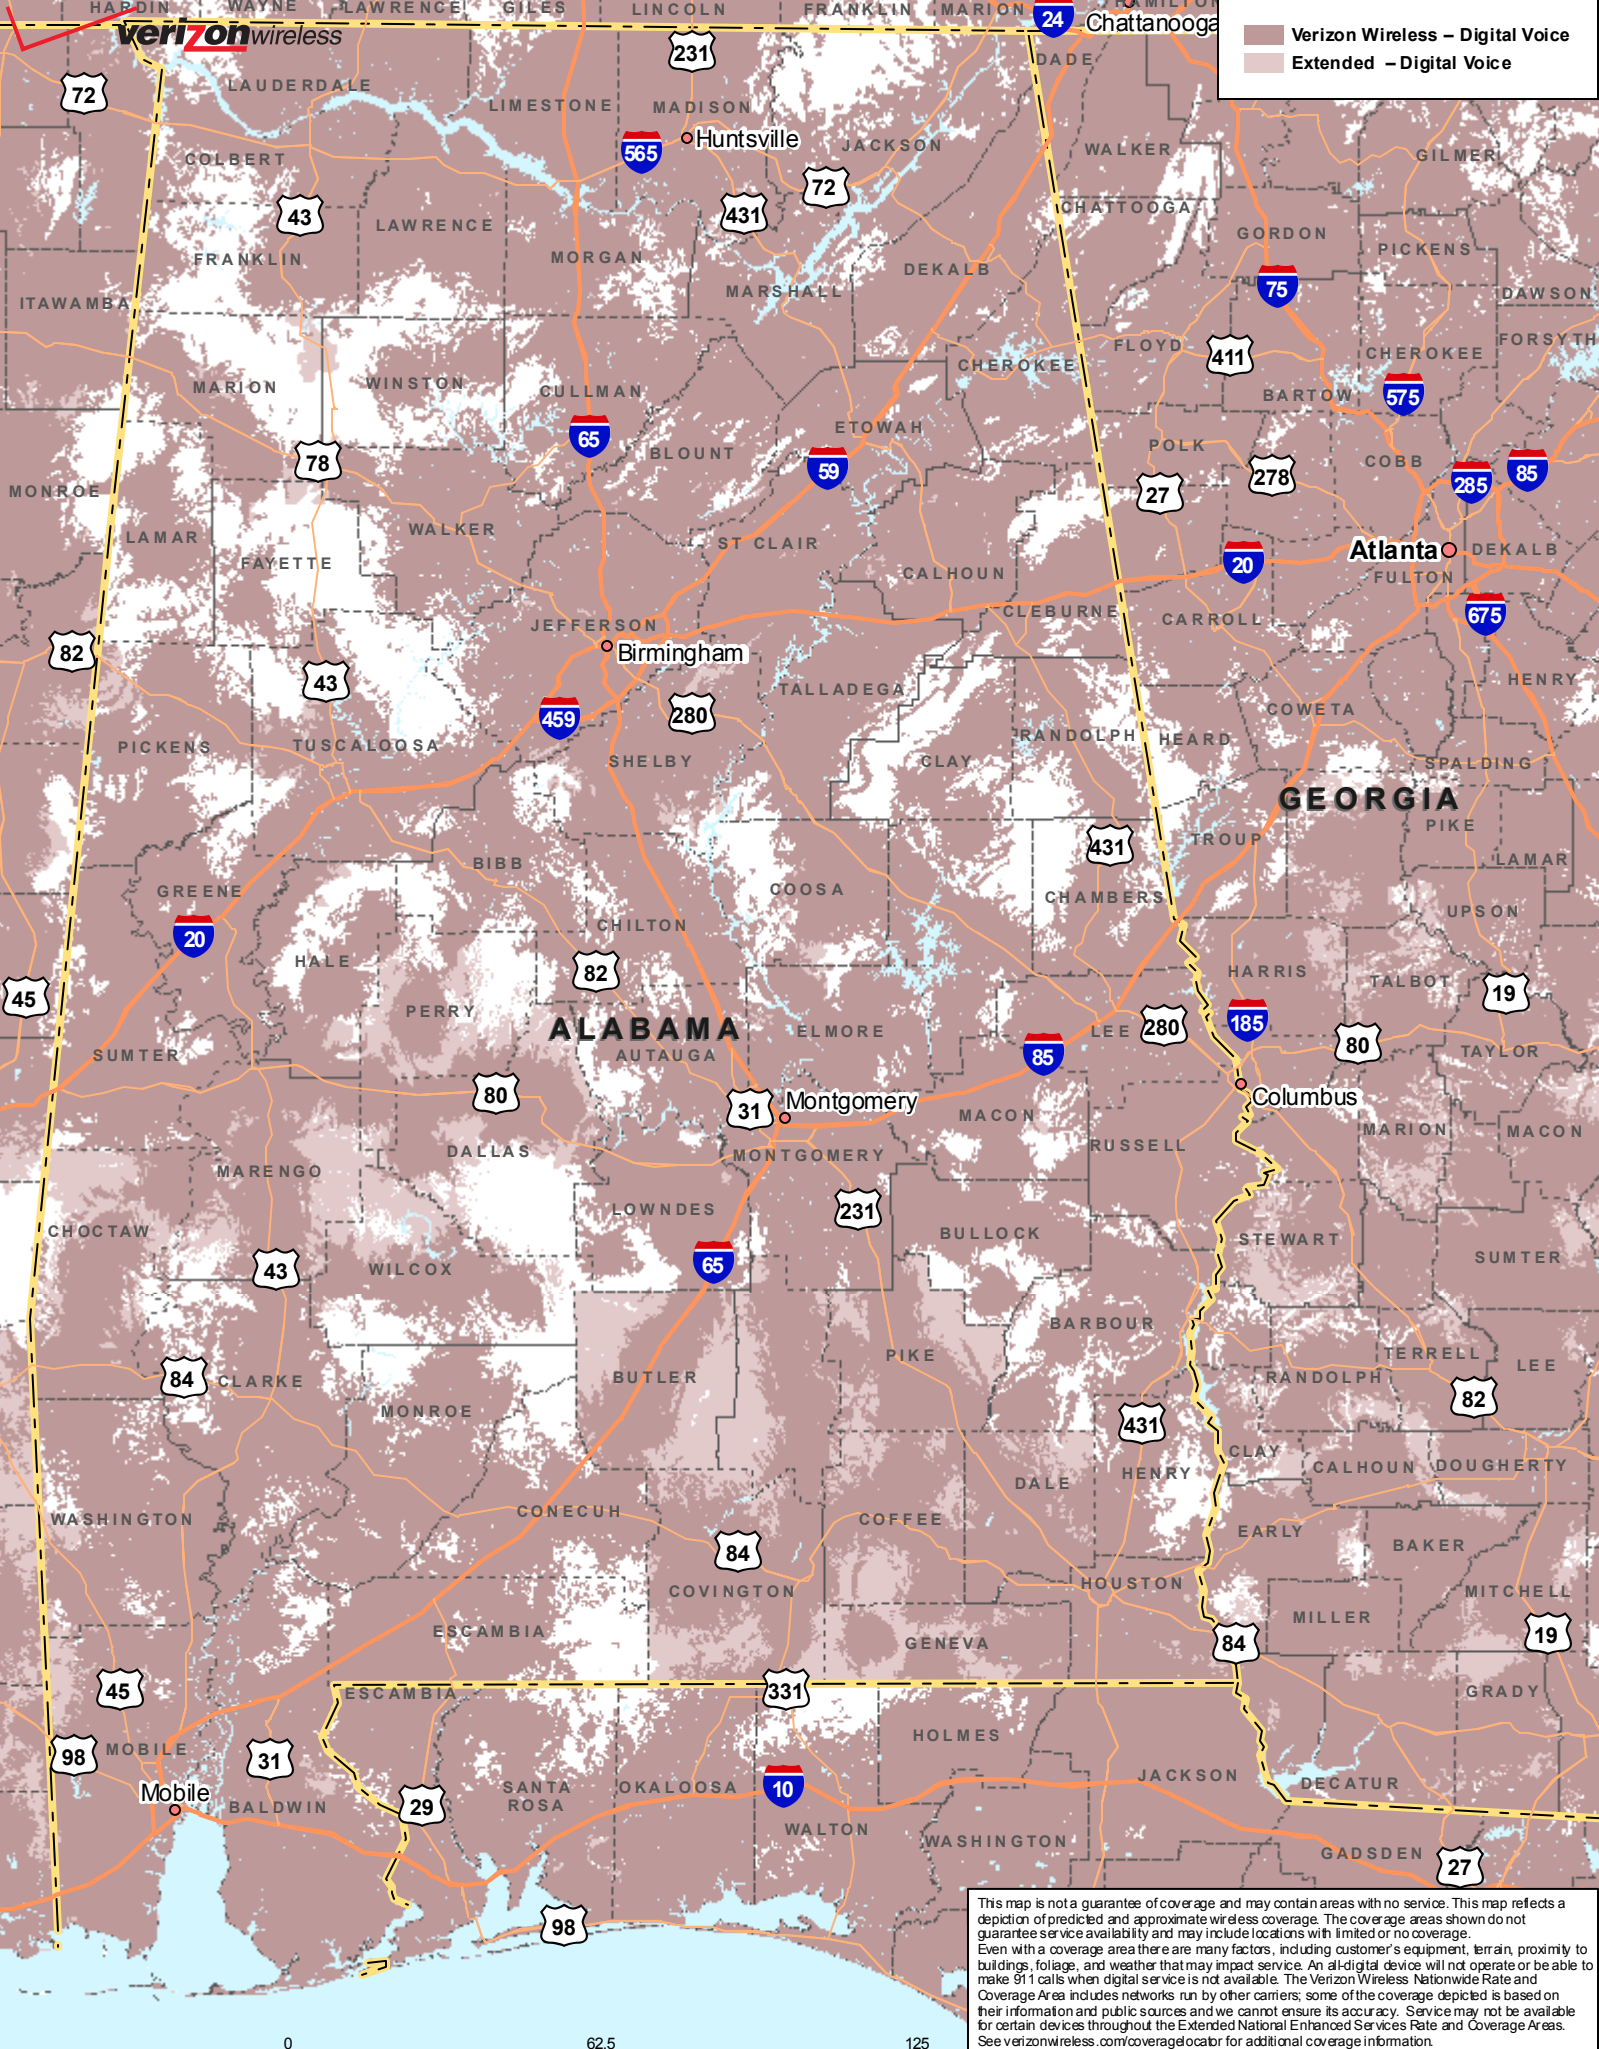 HARDIN
WAYNE
LAWRENCE
GILES
LINCOLN
FRANKLIN
MARION
24
HAMILTON
Chattanooga
verizonwireless
Verizon Wireless – Digital Voice
Extended – Digital Voice
231
DADE
72
LAUDERDALE
LIMESTONE
MADISON
Huntsville
565
JACKSON
WALKER
GILMER
COLBERT
72
43
431
CHATTOOGA
LAWRENCE
GORDON
PICKENS
FRANKLIN
MORGAN
DEKALB
75
MARSHALL
DAWSON
ITAWAMBA
FLOYD
411
CHEROKEE
FORSYTH
CHEROKEE
MARION
WINSTON
CULLMAN
BARTOW
575
65
ETOWAH
BLOUNT
POLK
COBB
78
59
278
285
85
MONROE
27
LAMAR
WALKER
ST CLAIR
Atlanta
DEKALB
FAYETTE
CALHOUN
20
FULTON
CLEBURNE
CARROLL
675
JEFFERSON
82
Birmingham
43
TALLADEGA
HENRY
459
280
COWETA
PICKENS
TUSCALOOSA
RANDOLPH
HEARD
SHELBY
CLAY
SPALDING
GEORGIA
PIKE
431
TROUP
BIBB
LAMAR
GREENE
COOSA
CHAMBERS
UPSON
20
CHILTON
HALE
82
HARRIS
TALBOT
45
19
PERRY
ALABAMA
ELMORE
LEE
280
185
80
SUMTER
AUTAUGA
85
TAYLOR
80
31
Montgomery
Columbus
MACON
MARION
MACON
DALLAS
MONTGOMERY
RUSSELL
MARENGO
LOWNDES
231
CHOCTAW
BULLOCK
STEWART
43
WILCOX
65
SUMTER
BARBOUR
PIKE
TERRELL
LEE
84
CLARKE
BUTLER
RANDOLPH
82
MONROE
431
CLAY
DALE
HENRY
CALHOUN
DOUGHERTY
WASHINGTON
CONECUH
COFFEE
EARLY
BAKER
84
COVINGTON
HOUSTON
MITCHELL
ESCAMBIA
GENEVA
MILLER
84
19
45
ESCAMBIA
331
GRADY
98
MOBILE
31
HOLMES
Mobile
SANTA
ROSA
OKALOOSA
10
JACKSON
DECATUR
BALDWIN
29
WALTON
WASHINGTON
GADSDEN
27
98
This map is not a guarantee of coverage and may contain areas with no service. This map reflects a
depiction of predicted and approximate wireless coverage. The coverage areas shown do not
guarantee service availability and may include locations with limited or no coverage.
Even with a coverage area there are many factors, including customer's equipment, terrain, proximity to
buildings, foliage, and weather that may impact service. An all-digital device will not operate or be able to
make 911 calls when digital service is not available. The Verizon Wireless Nationwide Rate and
Coverage Area includes networks run by other carriers; some of the coverage depicted is based on
their information and public sources and we cannot ensure its accuracy. Service may not be available
for certain devices throughout the Extended National Enhanced Services Rate and Coverage Areas.
See verizonwireless.com/coveragelocator for additional coverage information.
0
62.5
125